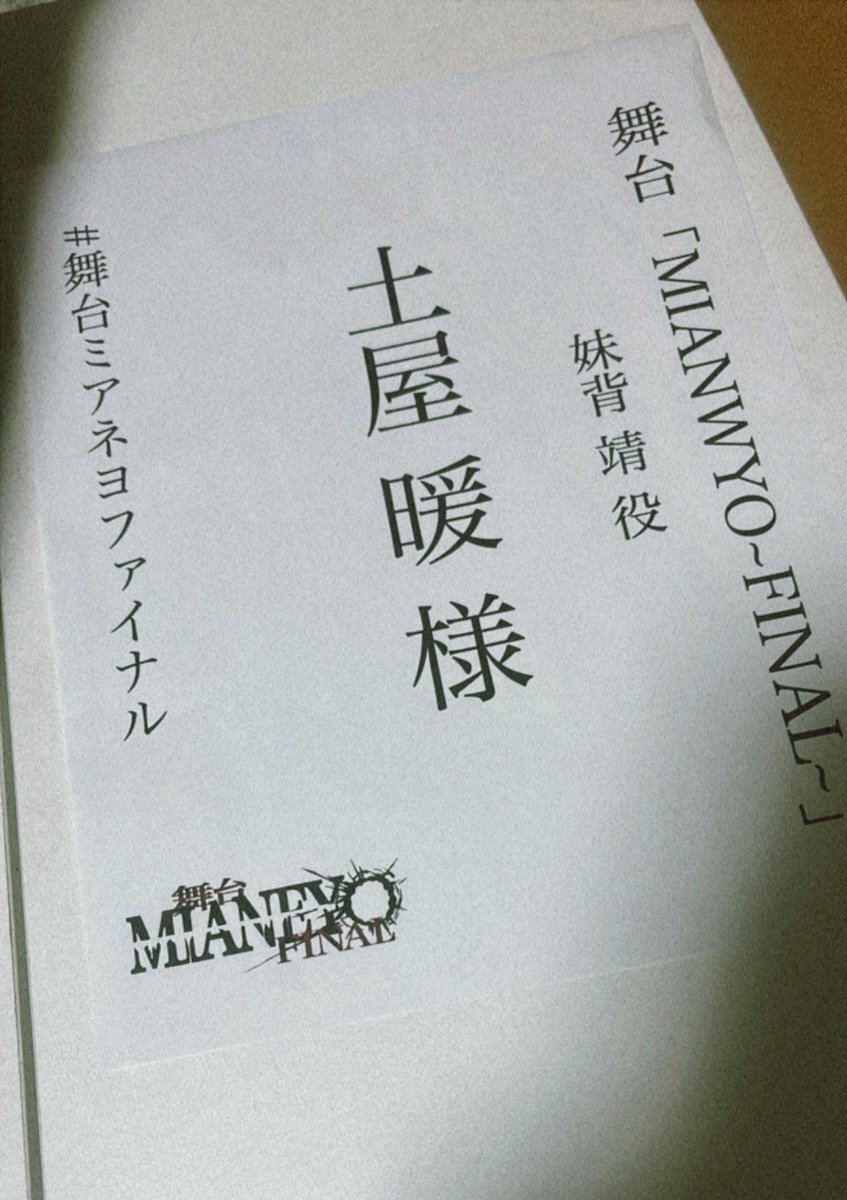 舞台「MIANWYO~FINAL~」
妹背 靖 役
土屋 暖 様
#舞台ミアネヨファイナル
舞台
MIANEYO
FINAL